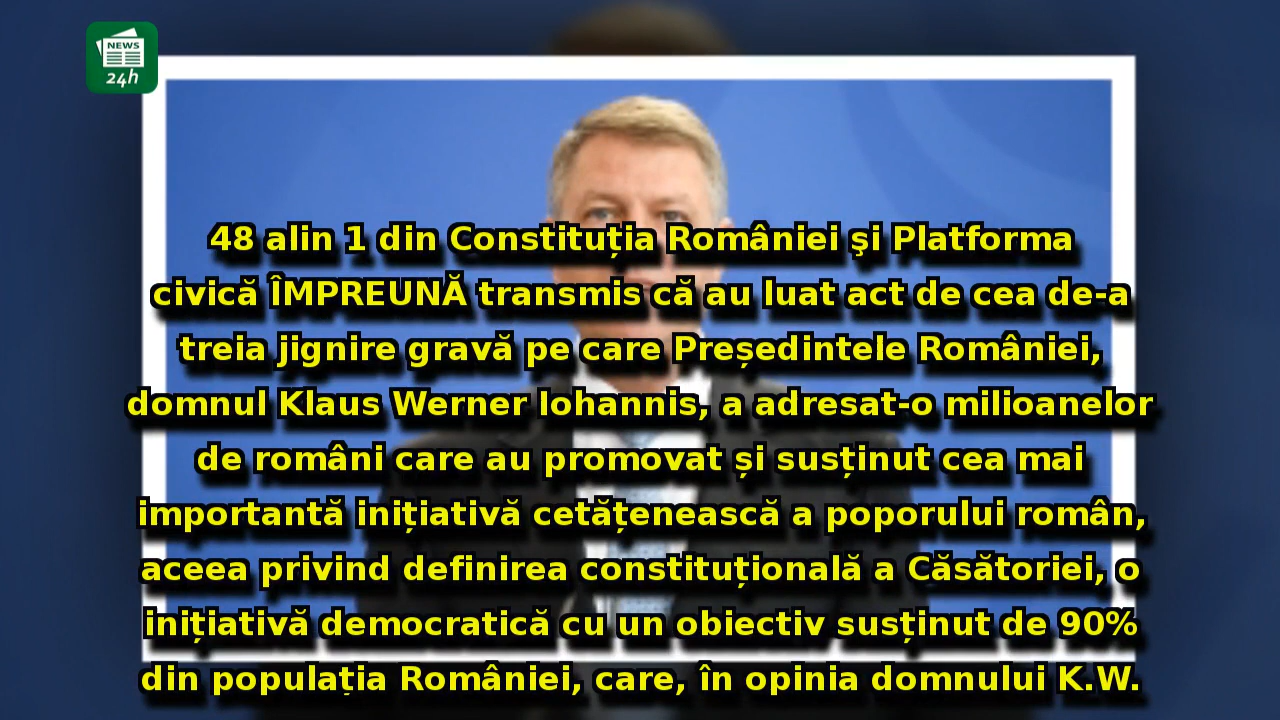 NEWS
24h
48 alin 1 din Constituția României şi Platforma
civică ÎMPREUNĂ transmis că au luat act de cea de-a
treia jignire gravă pe care Președintele României,
domnul Klaus Werner Iohannis, a adresat-o milioanelor
de români care au promovat și susținut cea mai
importantă inițiativă cetățenească a poporului român,
aceea privind definirea constituțională a Căsătoriei, o
inițiativă democratică cu un obiectiv susținut de 90%
din populația României, care, în opinia domnului K.W.